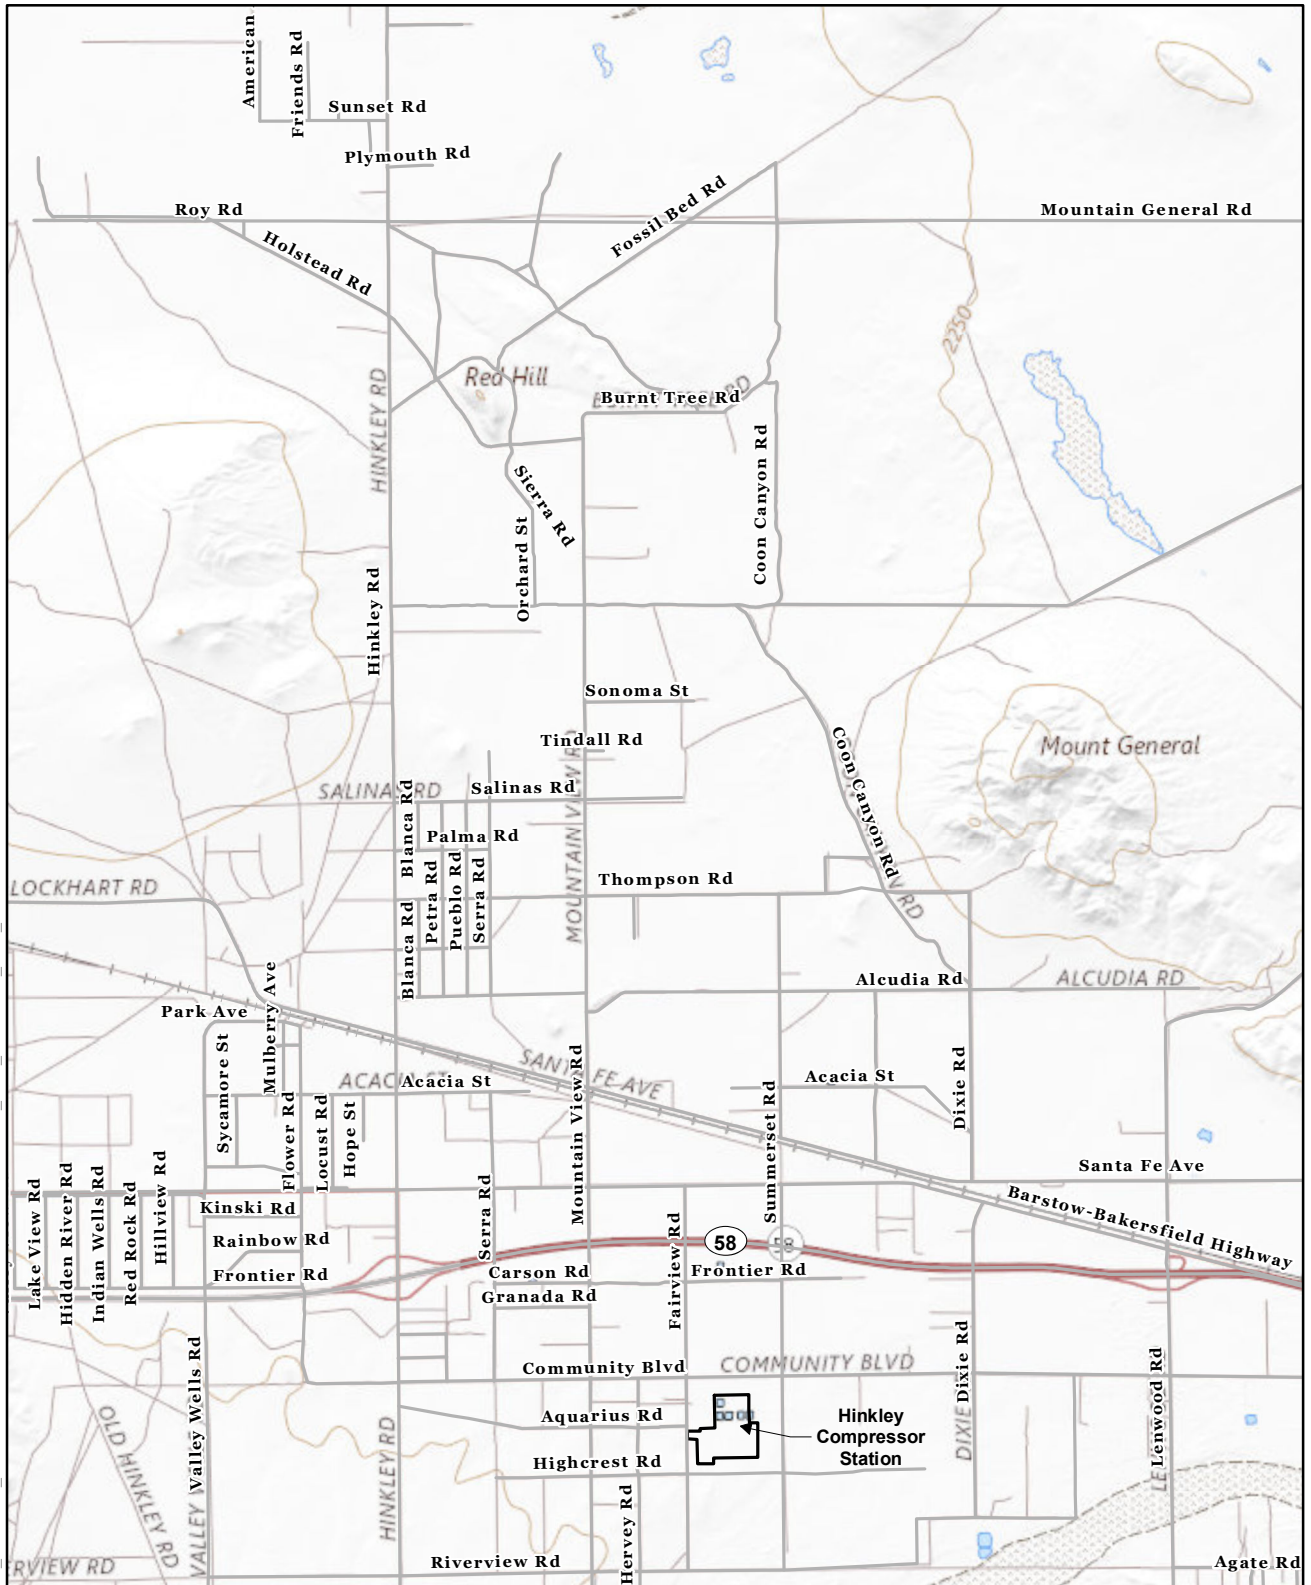 American
Friends Rd
Sunset Rd
Plymouth Rd
Roy Rd
Holstead Rd
Fossil Bed Rd
Mountain General Rd
2250
Red Hill
HINKLEY RD
Burnt Tree Rd
BURNT TREE RD
Coon Canyon Rd
Sierra Rd
Orchard St
Hinkley Rd
Sonoma St
Tindall Rd
MOUNTAIN VIEW RD
Coon Canyon Rd
Mount General
SALINAS RD
Salinas Rd
Blanca Rd
Palma Rd
Petra Rd
Pueblo Rd
Serra Rd
Thompson Rd
LOCKHART RD
Blanca Rd
Alcudia Rd
ALCUDIA RD
Park Ave
Mulberry Ave
Sycamore St
SANTA FE AVE
ACACIA ST
Acacia St
Acacia St
Mountain View Rd
Summerset Rd
Dixie Rd
Flower Rd
Locust Rd
Hope St
Santa Fe Ave
Lake View Rd
Hidden River Rd
Indian Wells Rd
Red Rock Rd
Hillview Rd
Kinski Rd
Rainbow Rd
Frontier Rd
Serra Rd
Barstow-Bakersfield Highway
58
58
Carson Rd
Frontier Rd
Granada Rd
Fairview Rd
Valley Wells Rd
Community Blvd
COMMUNITY BLVD
Dixie Rd
DIXIE
Lenwood Rd
LE
Aquarius Rd
Hinkley
Compressor
Station
OLD HINKLEY RD
VALLEY
HINKLEY RD
Highcrest Rd
Hervey Rd
RVIEW RD
Riverview Rd
Agate Rd